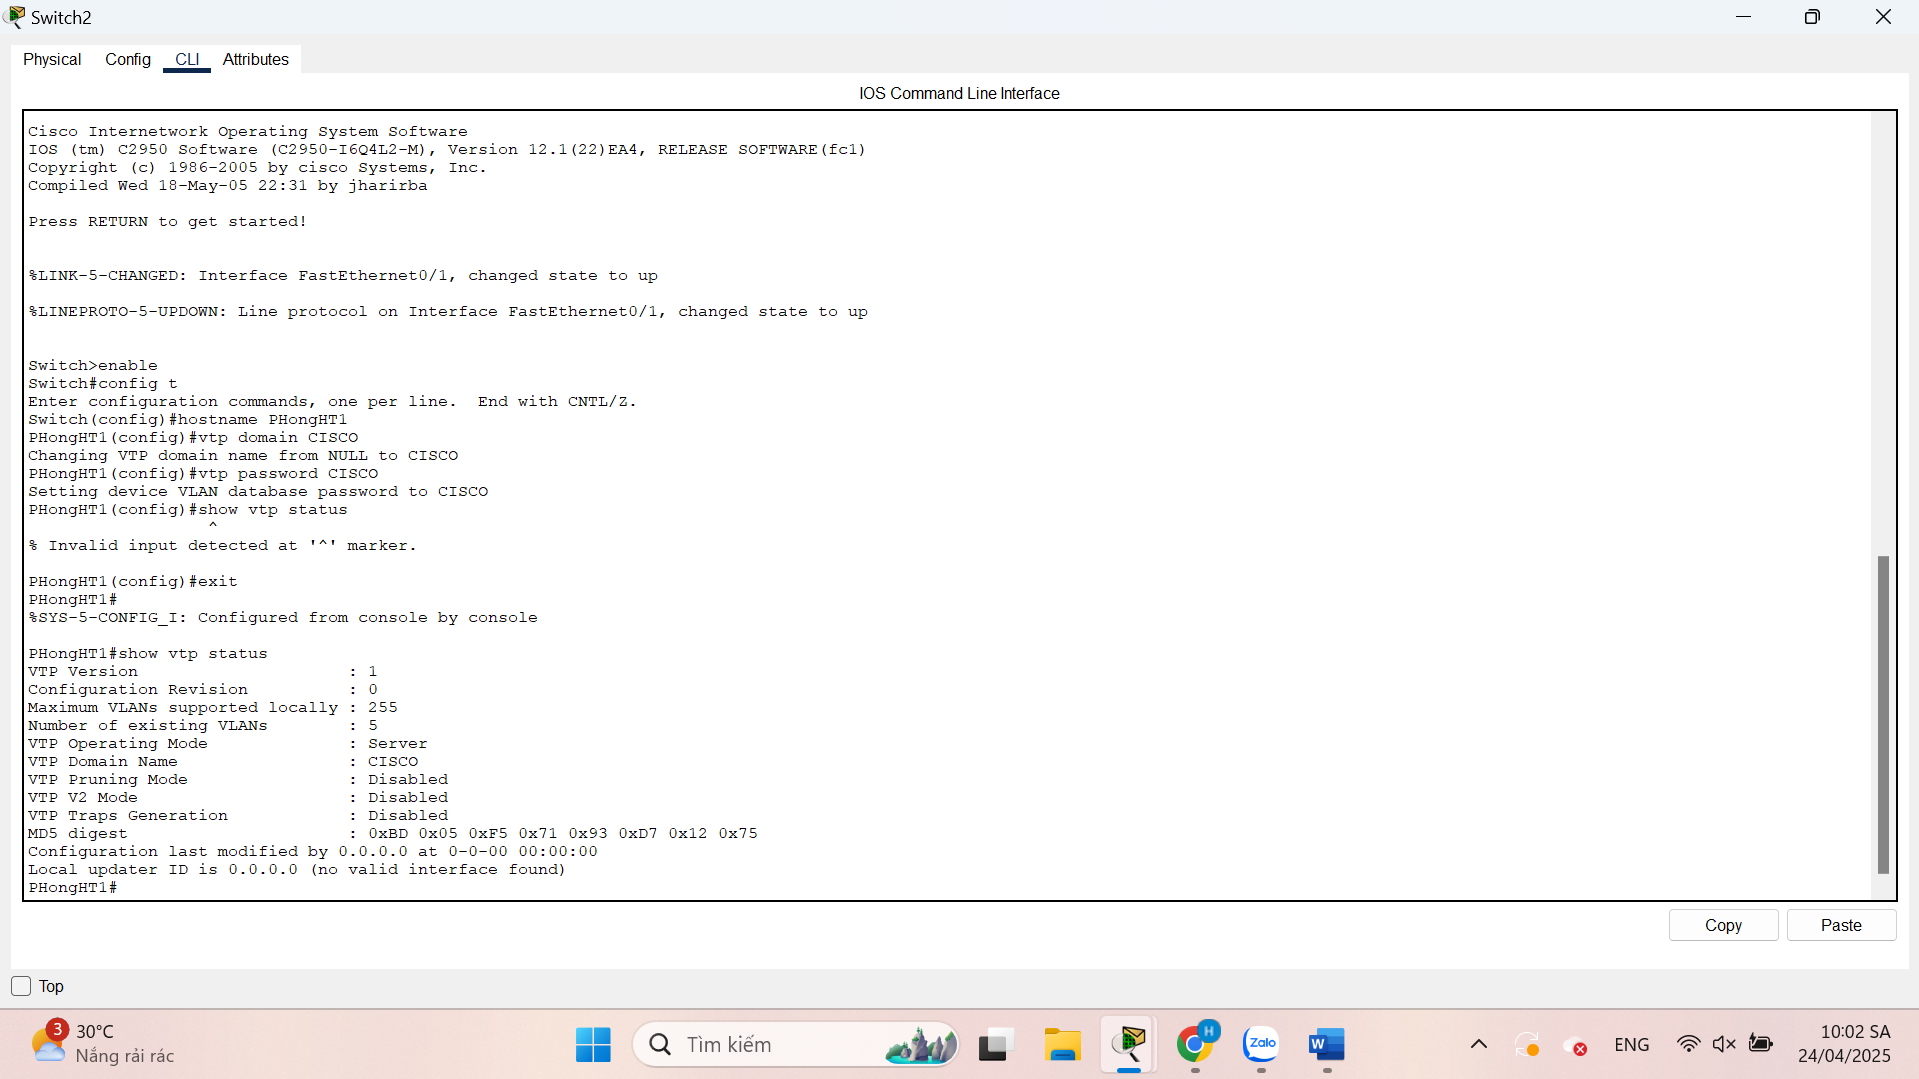 Switch2
Physical Config CLI Attributes
IOS Command Line Interface
Cisco Internetwork Operating System Software
IOS (tm) C2950 Software (C2950-I6Q4L2-M), Version 12.1(22)EA4, RELEASE SOFTWARE(fc1)
Copyright (c) 1986-2005 by cisco Systems, Inc.
Compiled Wed 18-May-05 22:31 by jharirba
Press RETURN to get started!
%LINK-5-CHANGED: Interface FastEthernet0/1, changed state to up
%LINEPROTO-5-UPDOWN: Line protocol on Interface FastEthernet0/1, changed state to up
Switch>enable
Switch#config t
Enter configuration commands, one per line.  End with CNTL/Z.
Switch(config)#hostname PHongHT1
PHongHT1(config)#vtp domain CISCO
Changing VTP domain name from NULL to CISCO
PHongHT1(config)#vtp password CISCO
Setting device VLAN database password to CISCO
PHongHT1(config)#show vtp status
^
% Invalid input detected at '^' marker.
PHongHT1(config)#exit
PHongHT1#
%SYS-5-CONFIG_I: Configured from console by console
PHongHT1#show vtp status
VTP Version : 1
Configuration Revision : 0
Maximum VLANs supported locally : 255
Number of existing VLANs : 5
VTP Operating Mode : Server
VTP Domain Name : CISCO
VTP Pruning Mode : Disabled
VTP V2 Mode : Disabled
VTP Traps Generation : Disabled
MD5 digest : 0xBD 0x05 0xF5 0x71 0x93 0xD7 0x12 0x75
Configuration last modified by 0.0.0.0 at 0-0-00 00:00:00
Local updater ID is 0.0.0.0 (no valid interface found)
PHongHT1#
Copy Paste
Top
3
30°C
Nắng rải rác
Tìm kiếm
H
Zalo
W
ENG
10:02 SA
24/04/2025